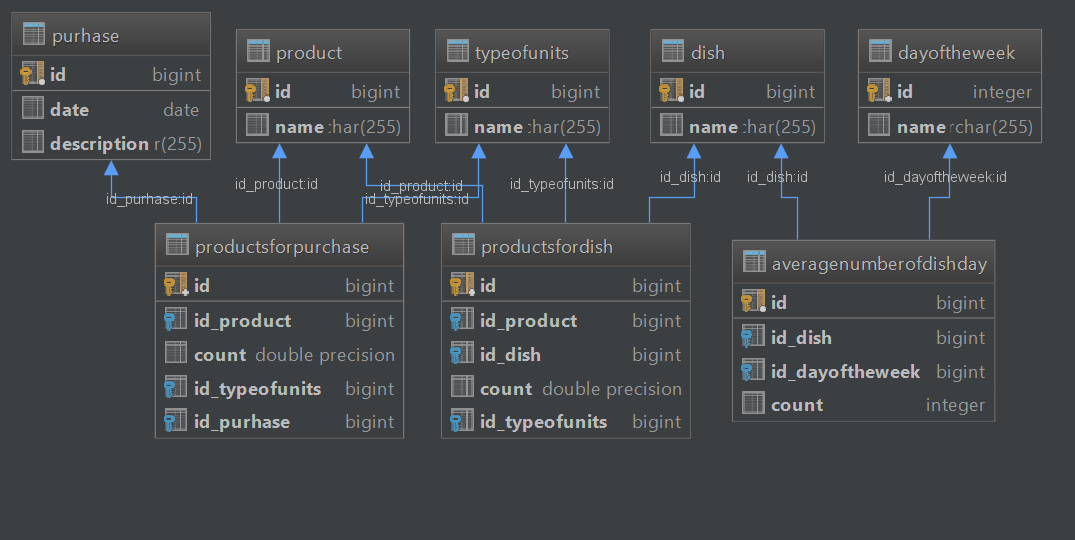 purhase
id bigint
date date
description r(255)
product
id bigint
name :har(255)
typeofunits
id bigint
name :har(255)
dish
id bigint
name :har(255)
dayoftheweek
id integer
name rchar(255)
id_purhase:id
id_product:id
id_product:id
id_typeofunits:id
id_typeofunits:id
id_dish:id
id_dish:id
id_dayoftheweek:id
productsforpurchase
id bigint
id_product bigint
count double precision
id_typeofunits bigint
id_purhase bigint
productsfordish
id bigint
id_product bigint
id_dish bigint
count double precision
id_typeofunits bigint
averagenumberofdishday
id bigint
id_dish bigint
id_dayoftheweek bigint
count integer